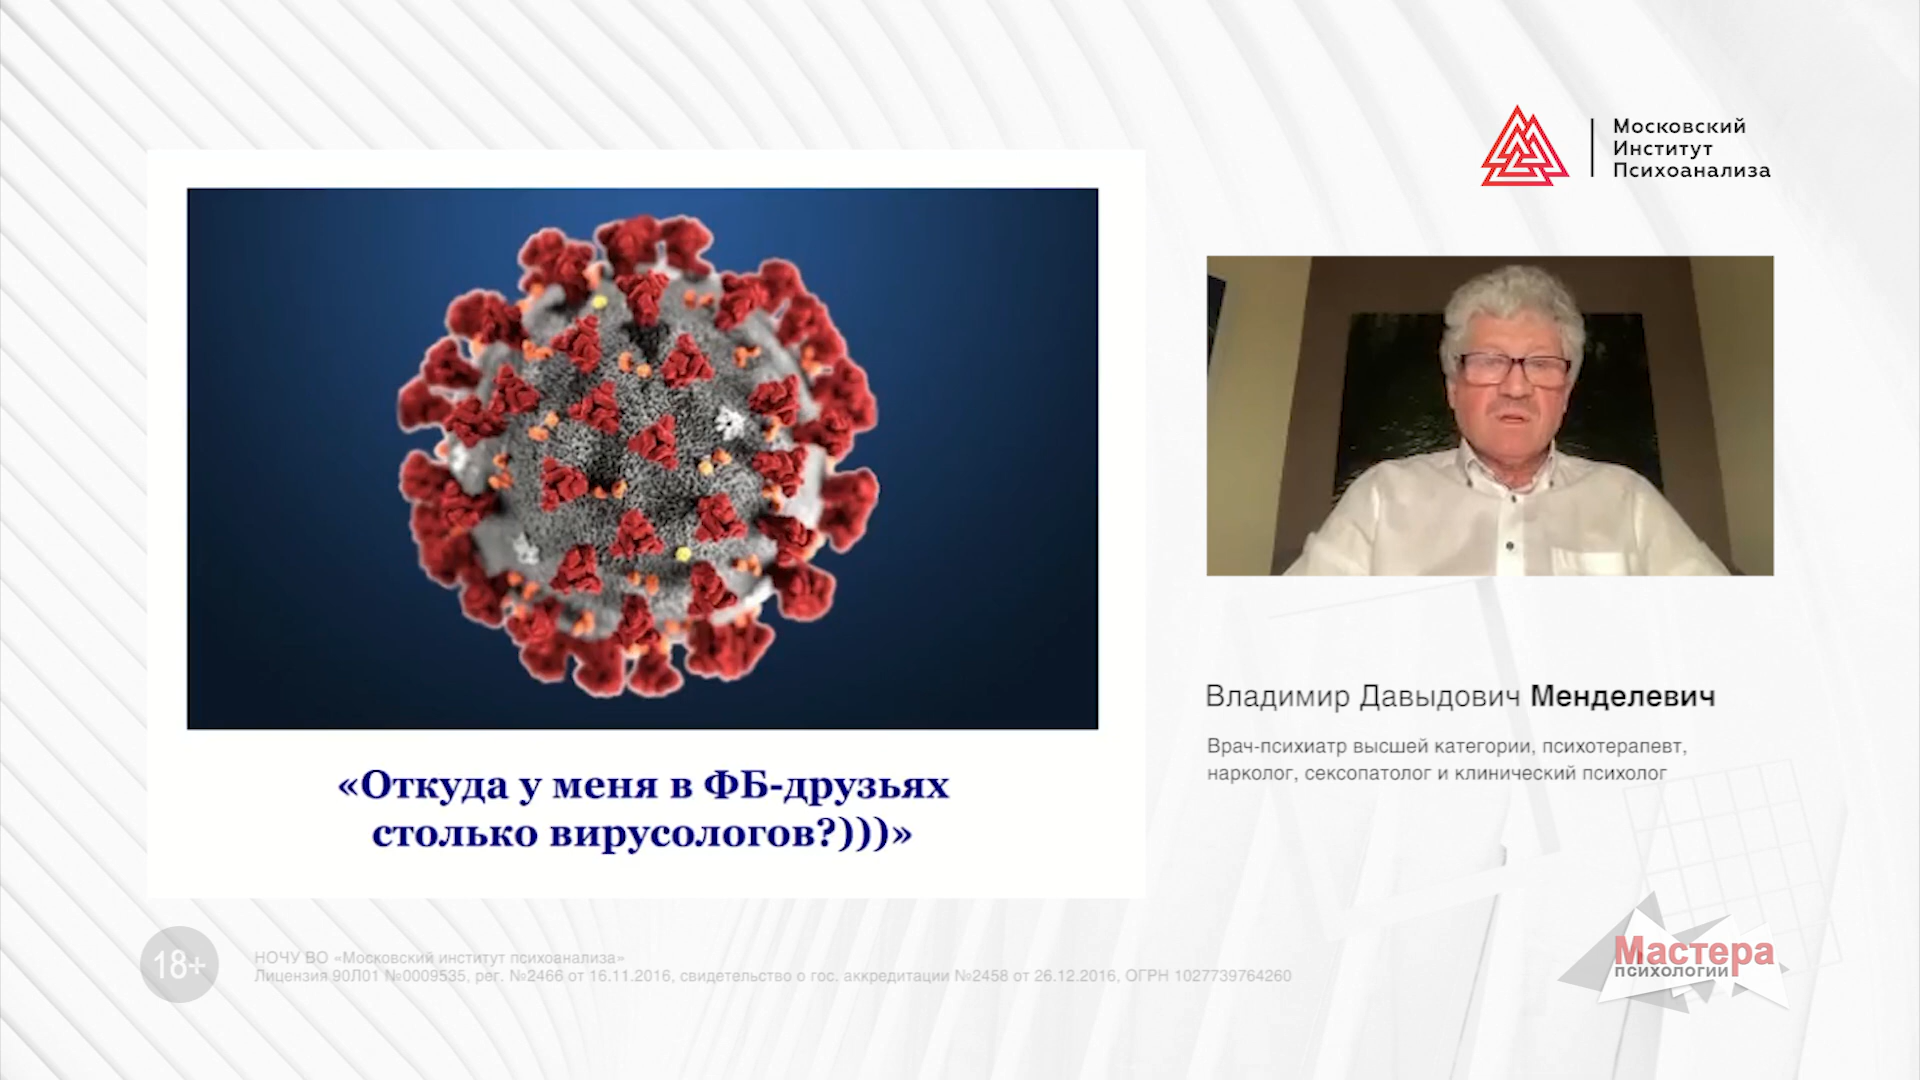 Московский
Институт
Психоанализа
«Откуда у меня в ФБ-друзьях
столько вирусологов?)))»
Владимир Давыдович Менделевич
Врач-психиатр высшей категории, психотерапевт,
нарколог, сексопатолог и клинический психолог
18+
НОЧУ ВО «Московский институт психоанализа»
Лицензия 90Л01 №0009535, рег. №2466 от 16.11.2016, свидетельство о гос. аккредитации №2458 от 26.12.2016, ОГРН 1027739764260
Мастера
психологии